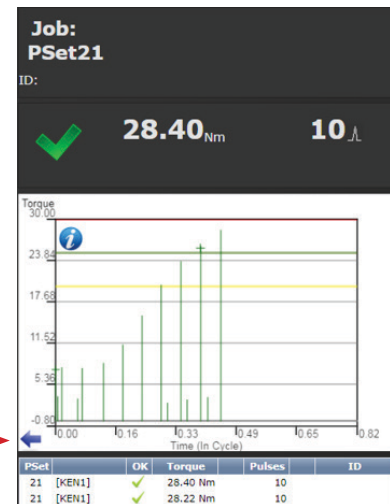 Job:
PSet21
ID:
28.40 Nm 10
Torque
30.00
23.84
17.68
11.52
5.36
-0.80
0.00 0.16 0.33 0.49 0.65 0.82
Time (In Cycle)
PSet OK Torque Pulses ID
21 [KEN1] 28.40 Nm 10
21 [KEN1] 28.22 Nm 10